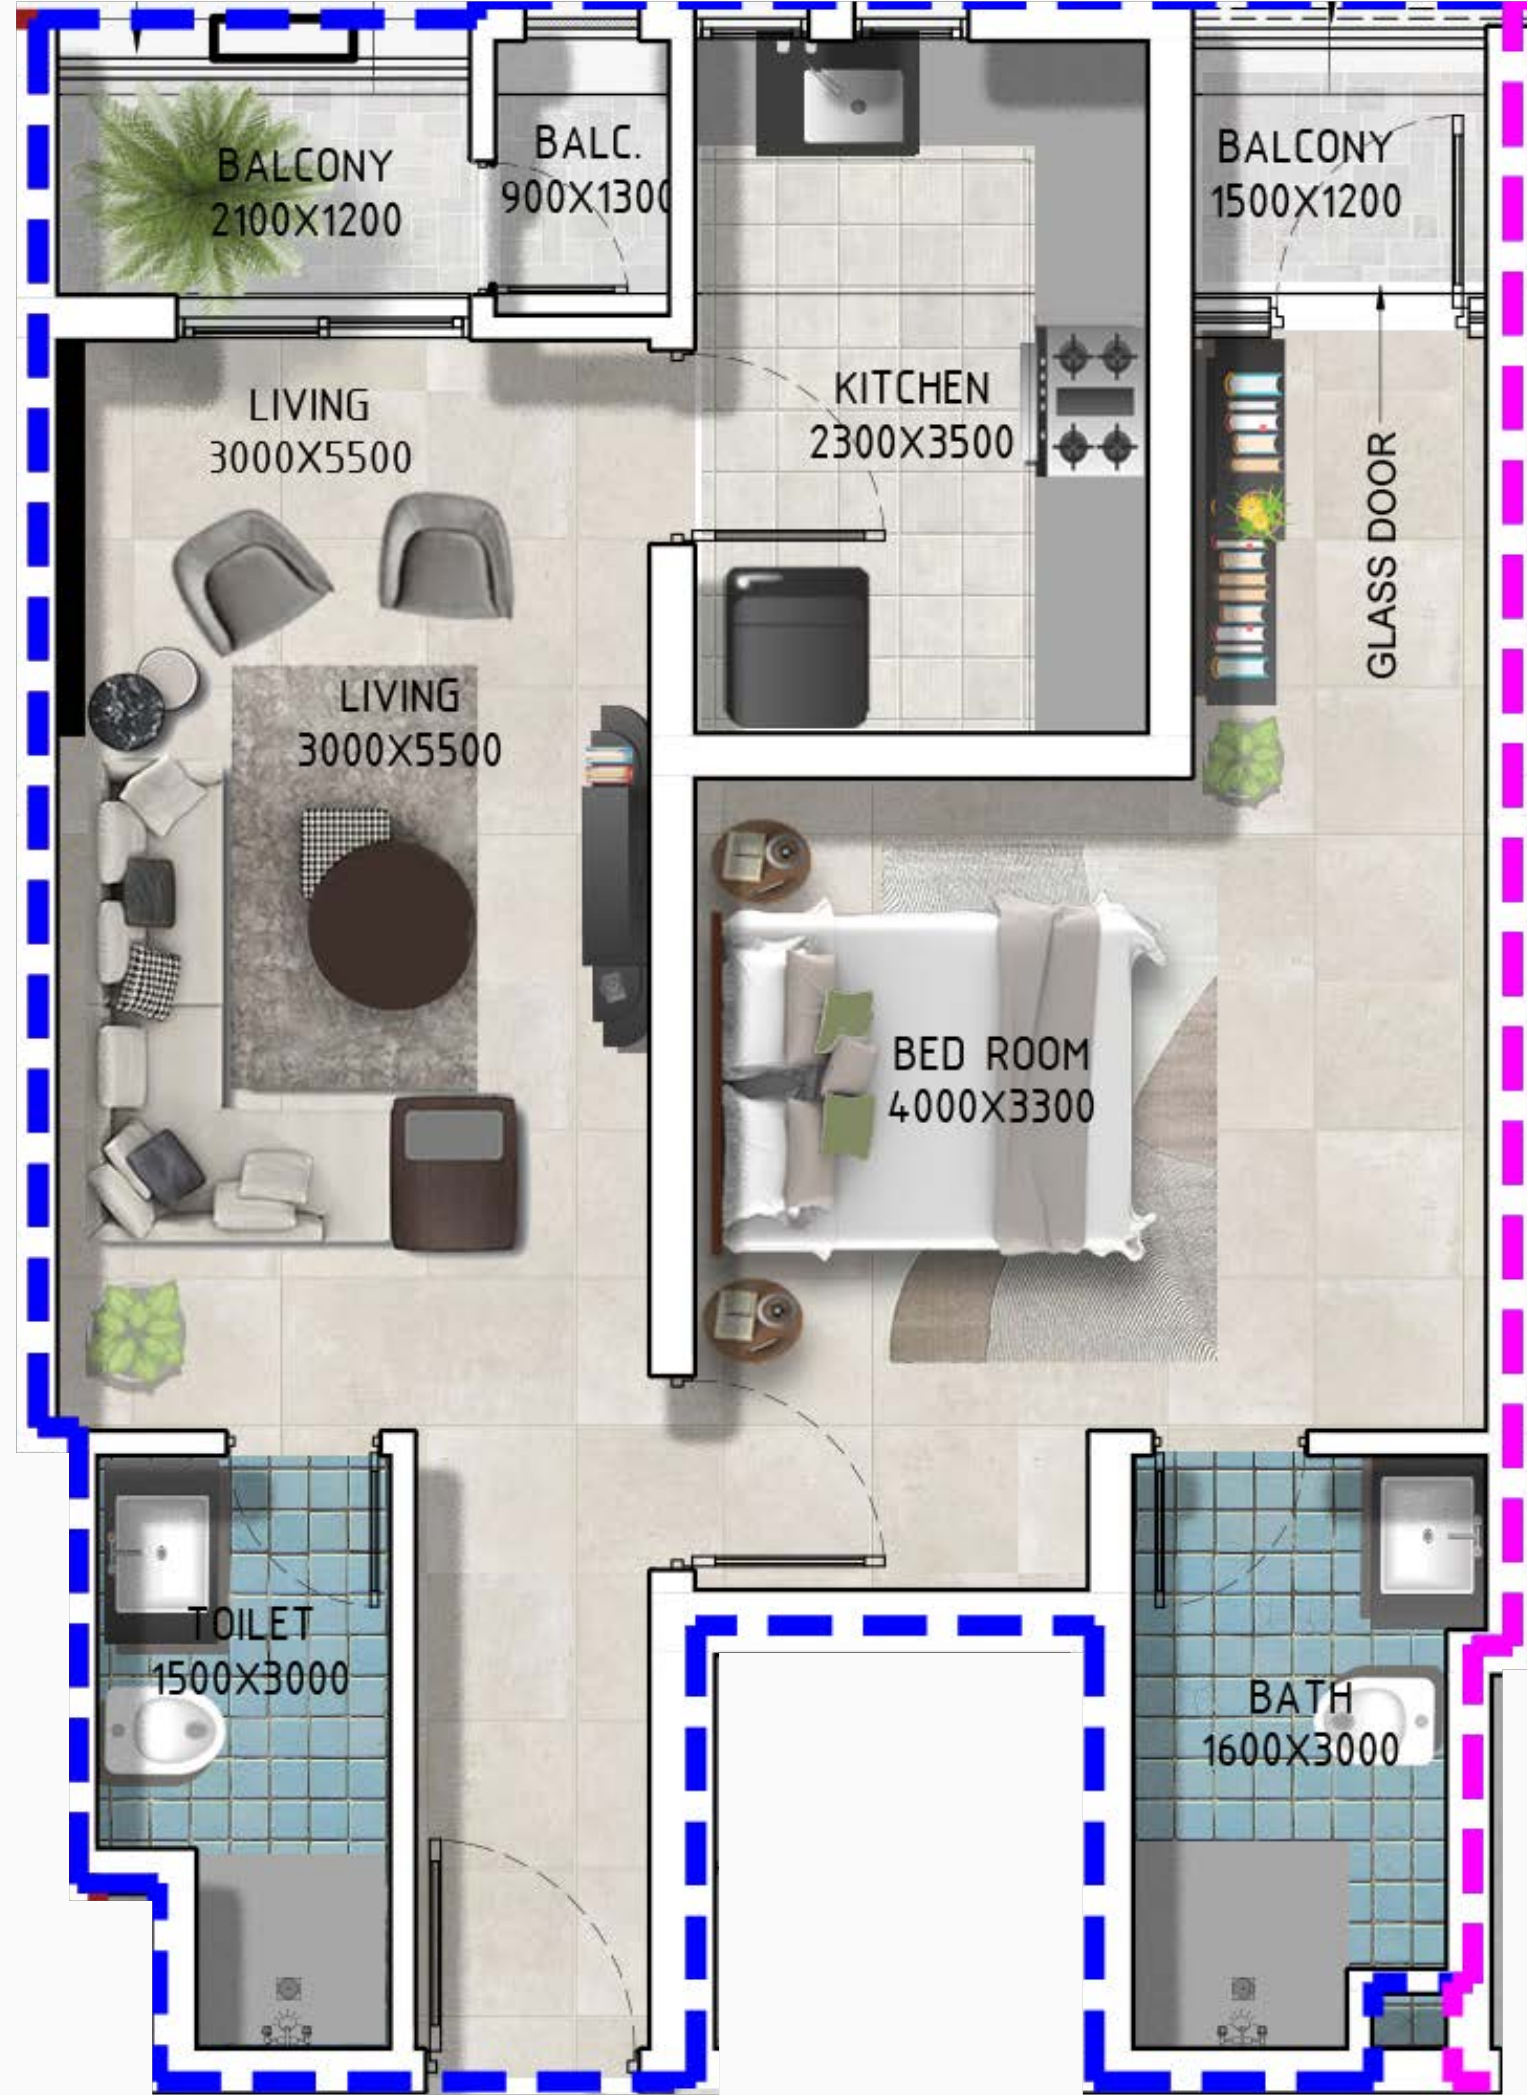 BALCONY
2100X1200
BALC.
900X1300
BALCONY
1500X1200
LIVING
3000X5500
KITCHEN
2300X3500
GLASS DOOR
LIVING
3000X5500
BED ROOM
4000X3300
TOILET
1500X3000
BATH
1600X3000